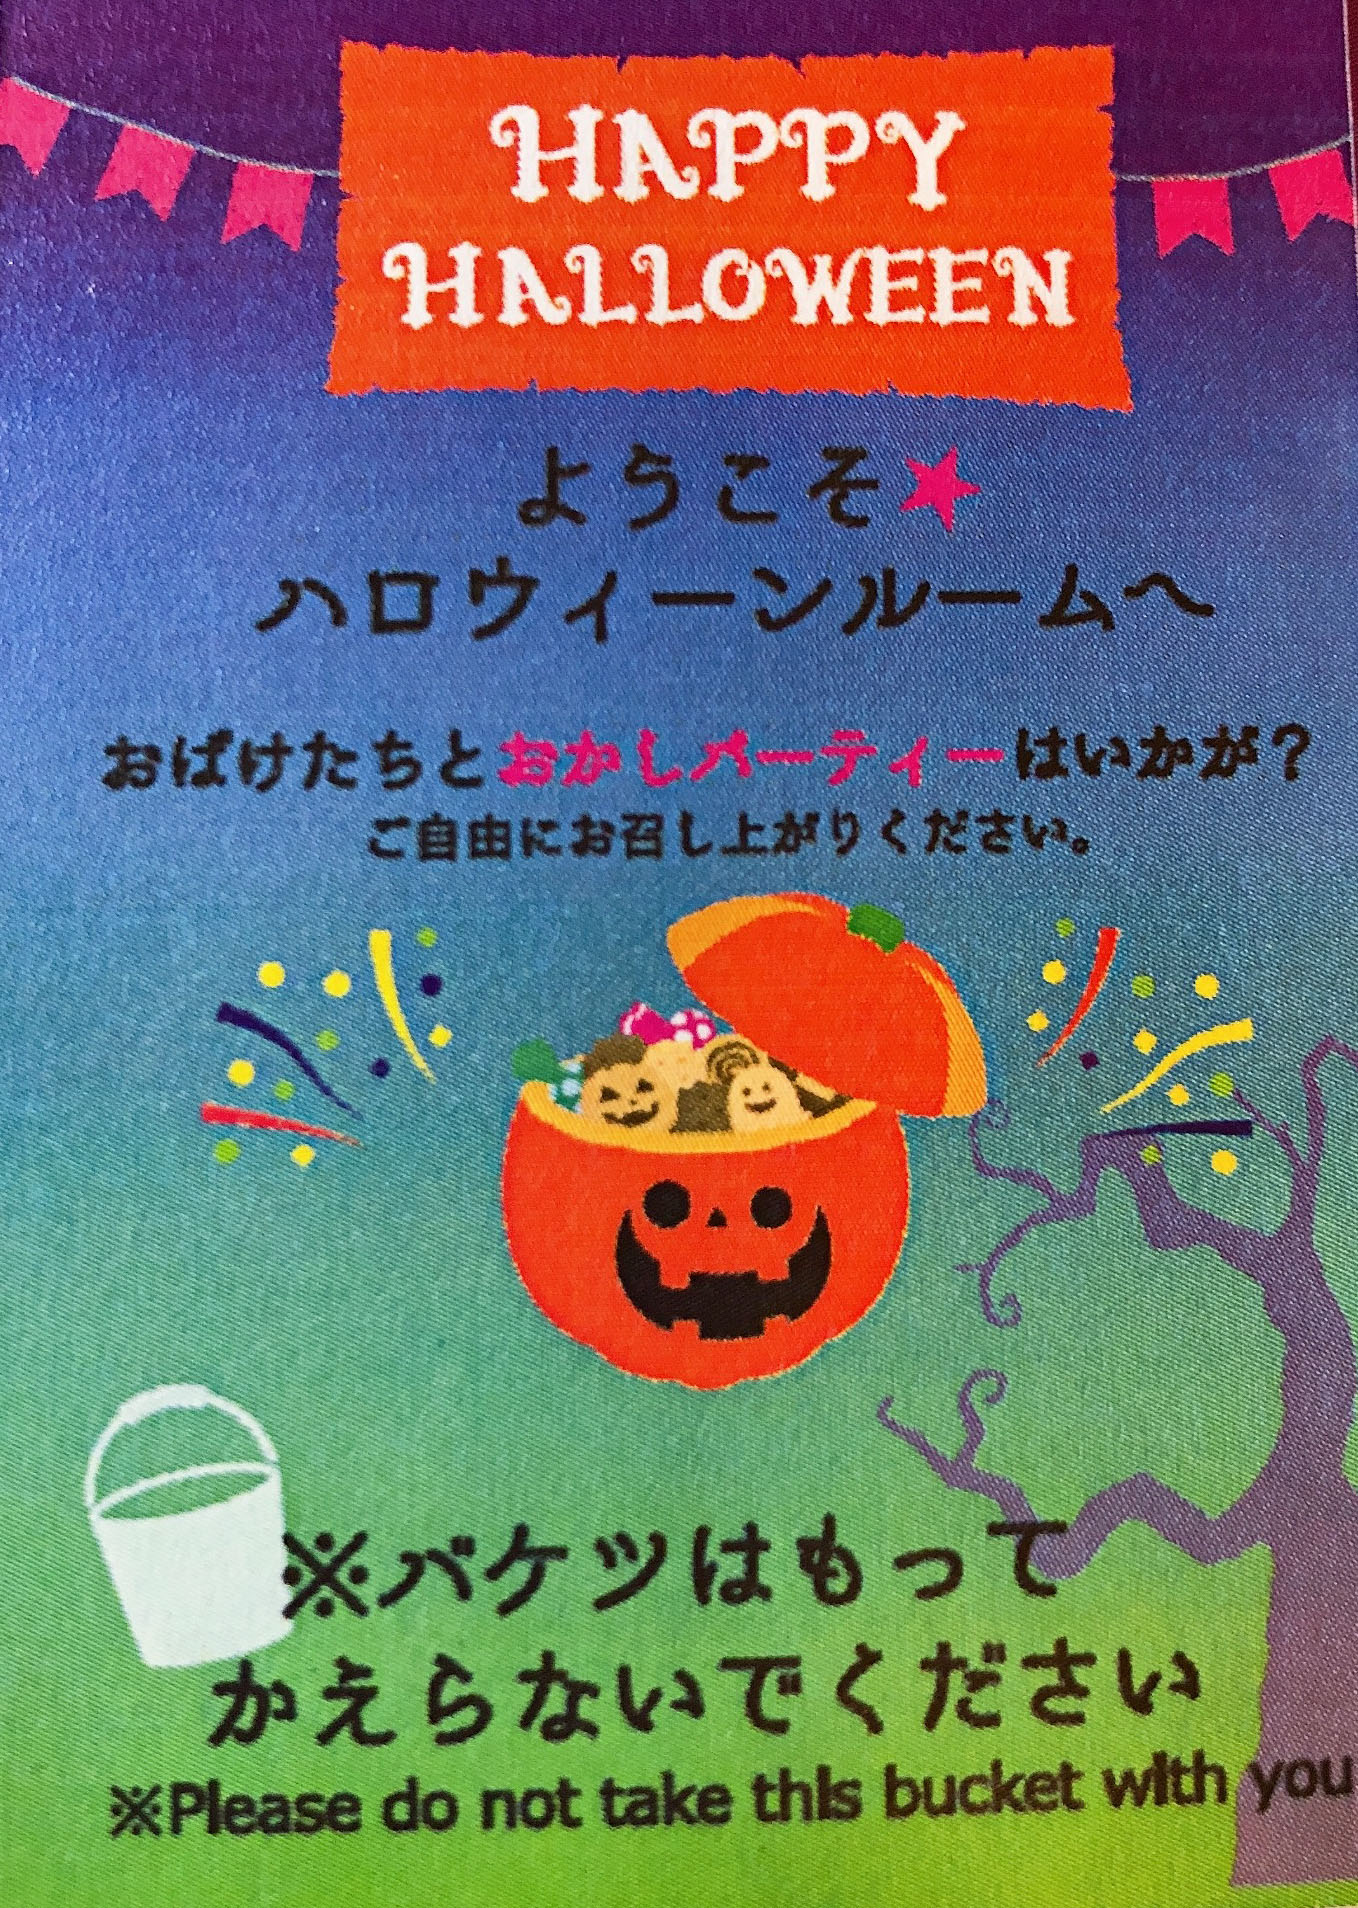 HAPPY
HALLOWEEN
ようこそ★
ハロウィーンルームへ
おばけたちとおかしパーティーはいかが？
ご自由にお召し上がりください。
※バケツはもって
かえらないでください
※Please do not take this bucket with you